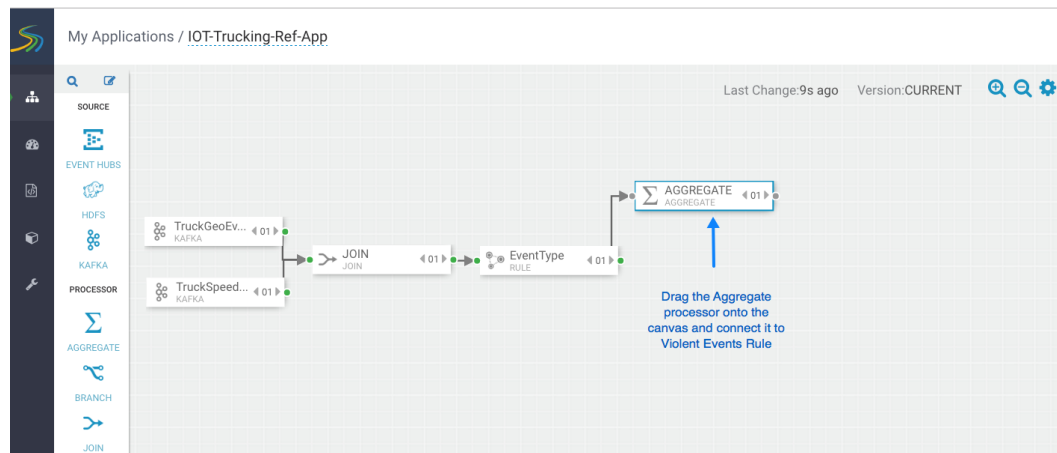 My Applications / IOT-Trucking-Ref-App
Last Change:9s ago Version:CURRENT
SOURCE
EVENT HUBS
HDFS
KAFKA
PROCESSOR
AGGREGATE
BRANCH
JOIN
TruckGeoEv... 01
KAFKA
TruckSpeed... 01
KAFKA
JOIN 01
JOIN
EventType 01
RULE
AGGREGATE 01
AGGREGATE
Drag the Aggregate
processor onto the
canvas and connect it to
Violent Events Rule